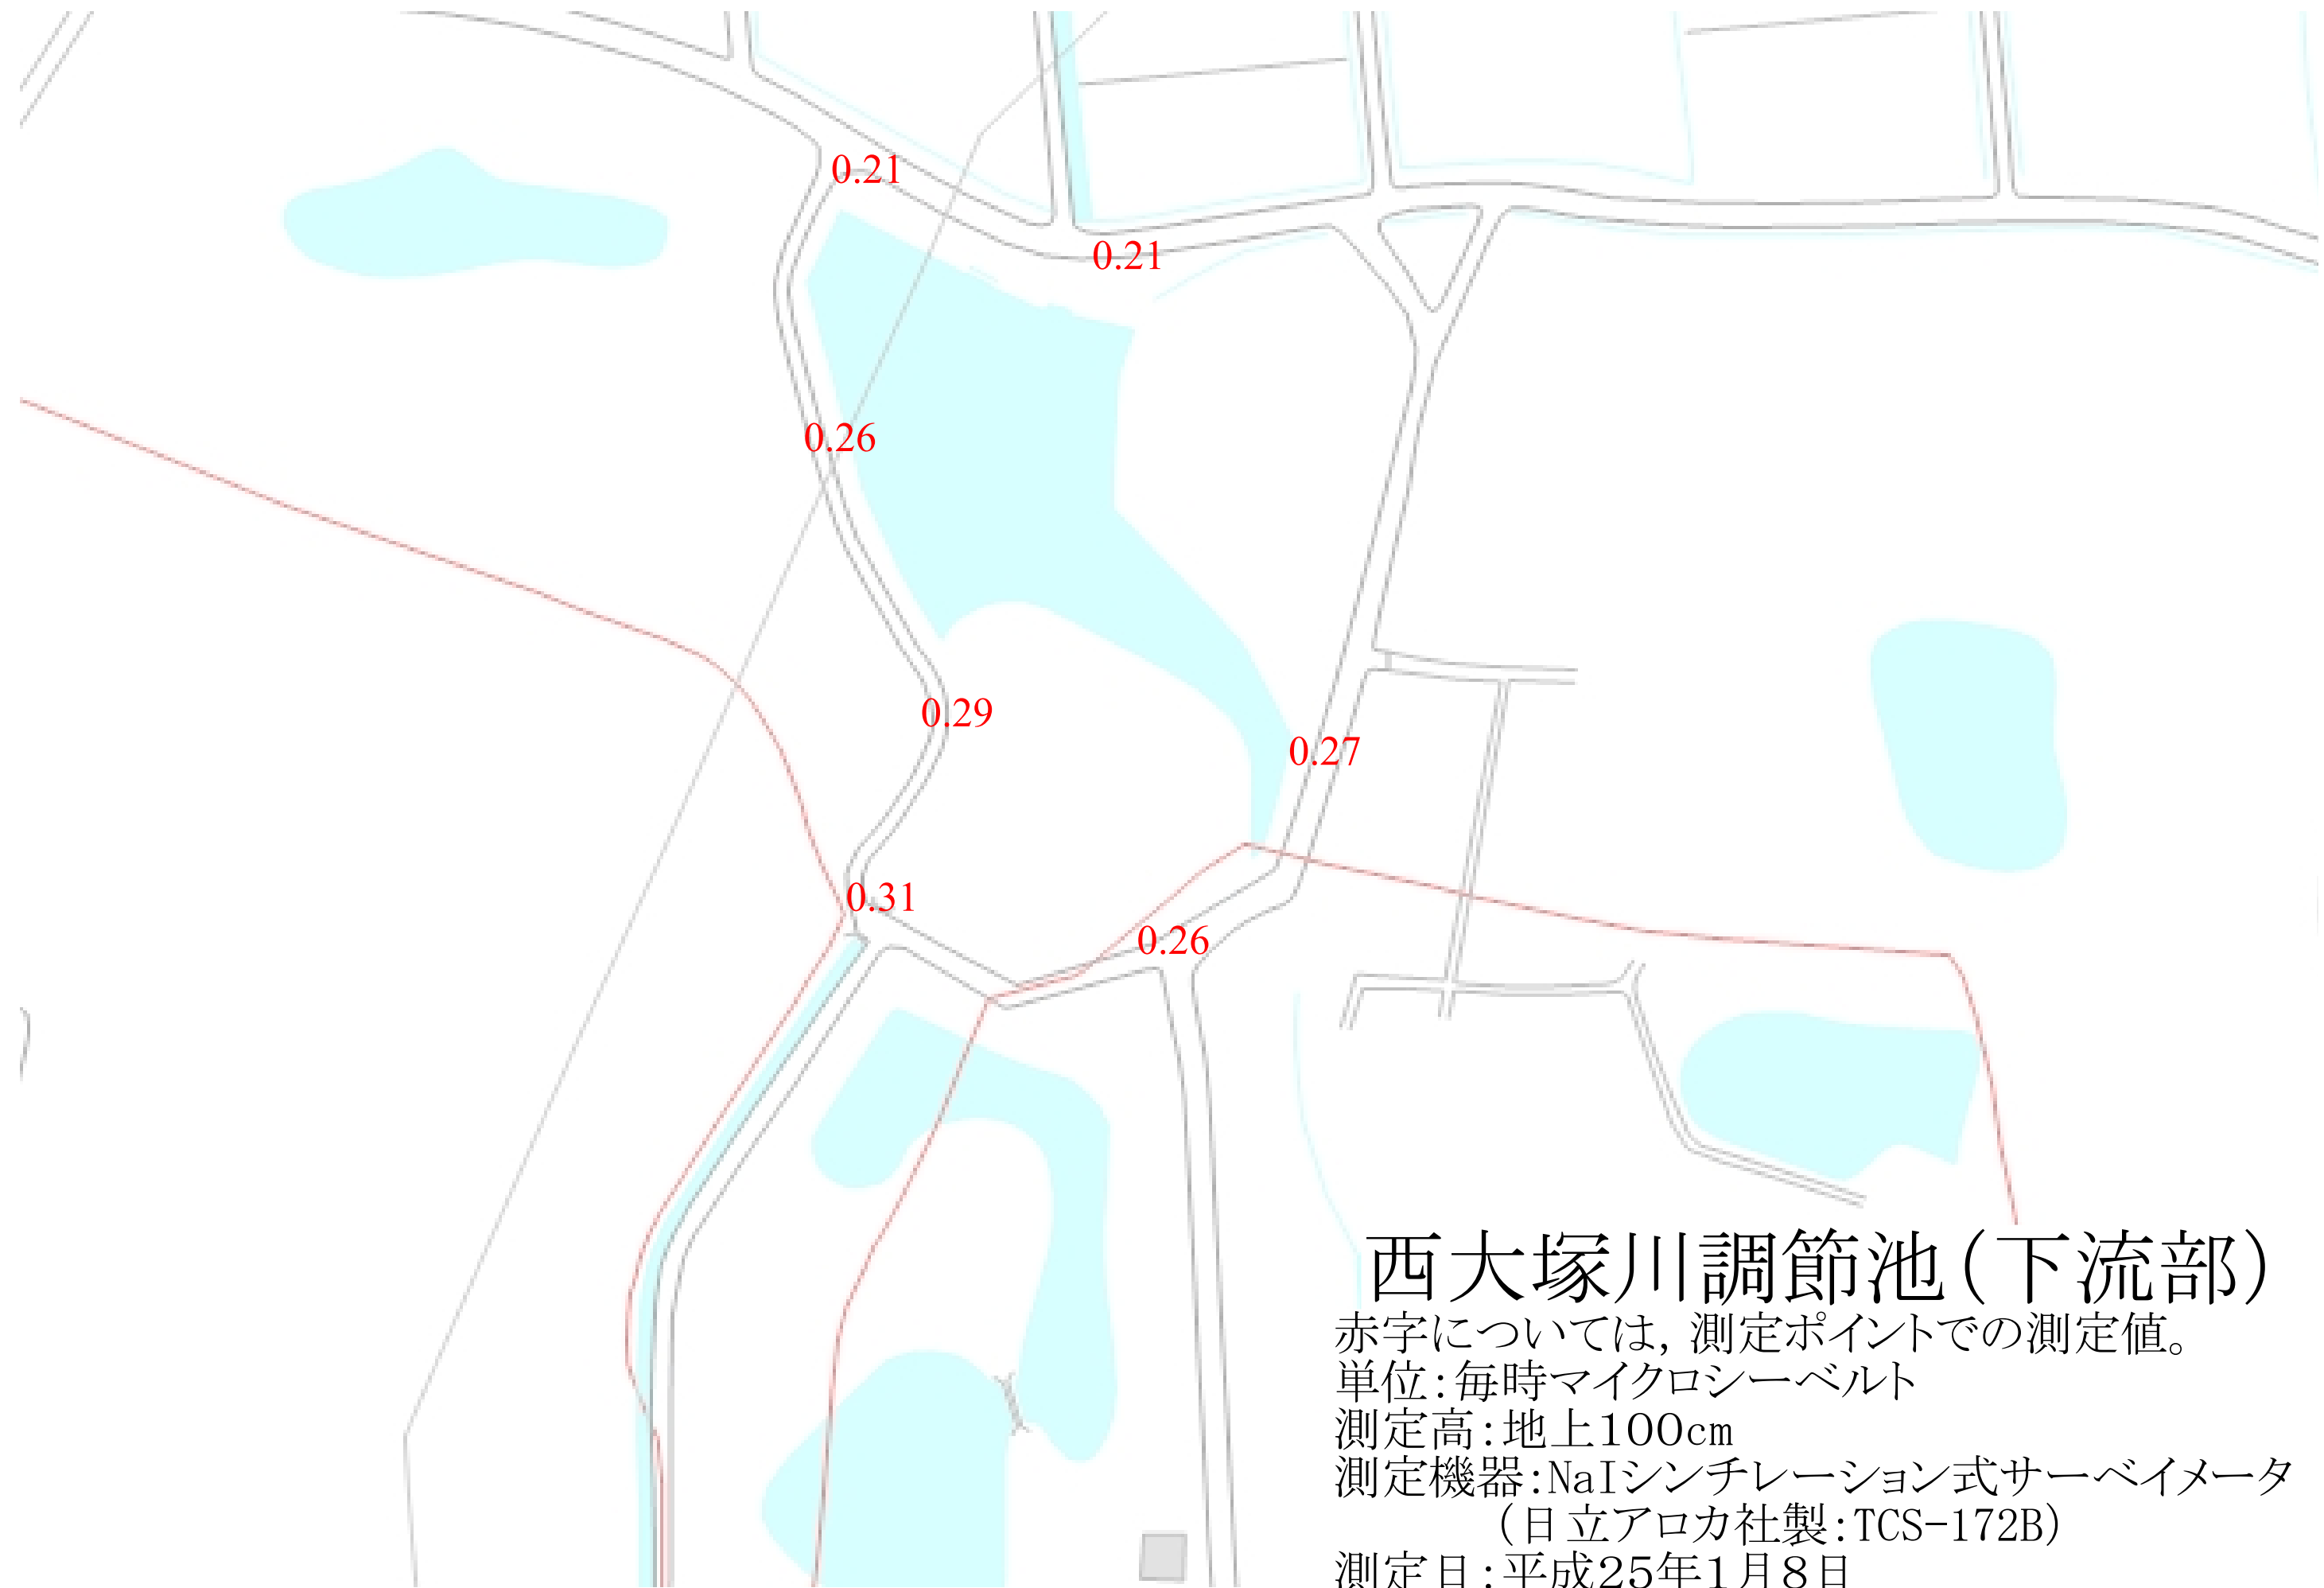 0.21
0.21
0.26
0.29
0.27
0.31
0.26
西大塚川調節池(下流部)
赤字については，測定ポイントでの測定値。
単位：毎時マイクロシーベルト
測定高：地上100cm
測定機器：NaIシンチレーション式サーベイメータ
(日立アロカ社製：TCS-172B)
測定日：平成25年1月8日